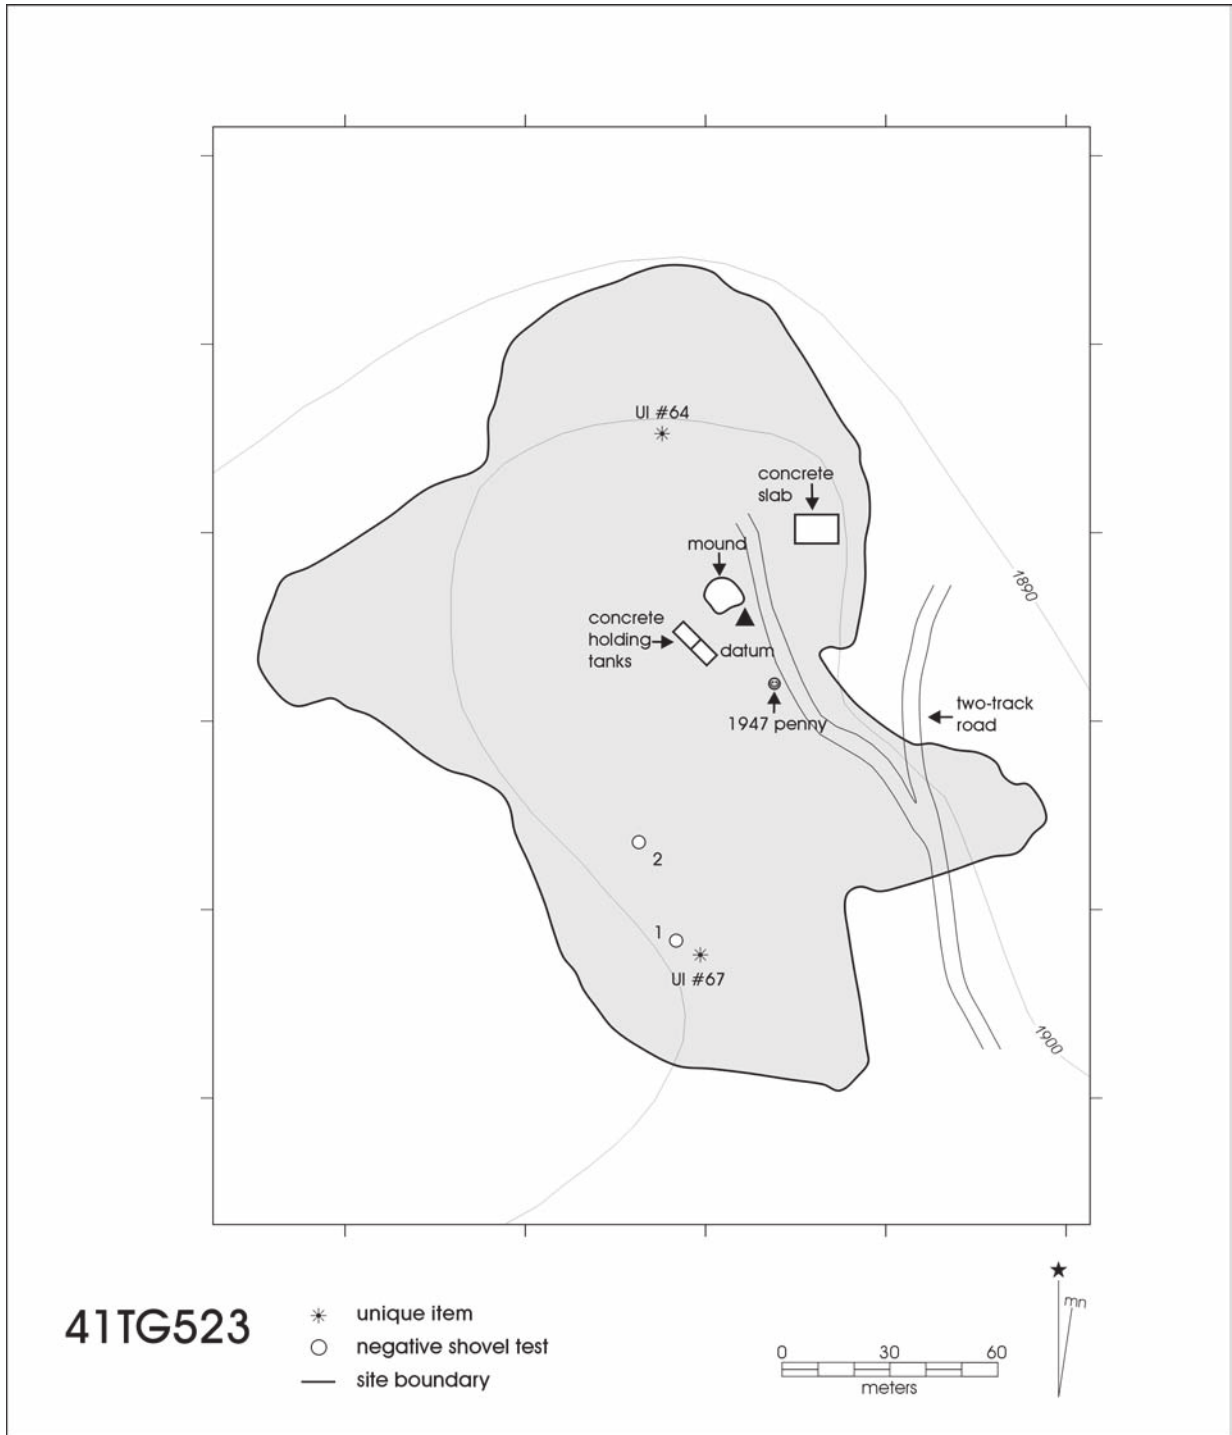 UI #64
concrete
slab
mound
1890
concrete
holding
tanks
datum
two-track
road
1947 penny
2
1
UI #67
1900
41TG523
unique item
negative shovel test
site boundary
0 30 60
meters
mn